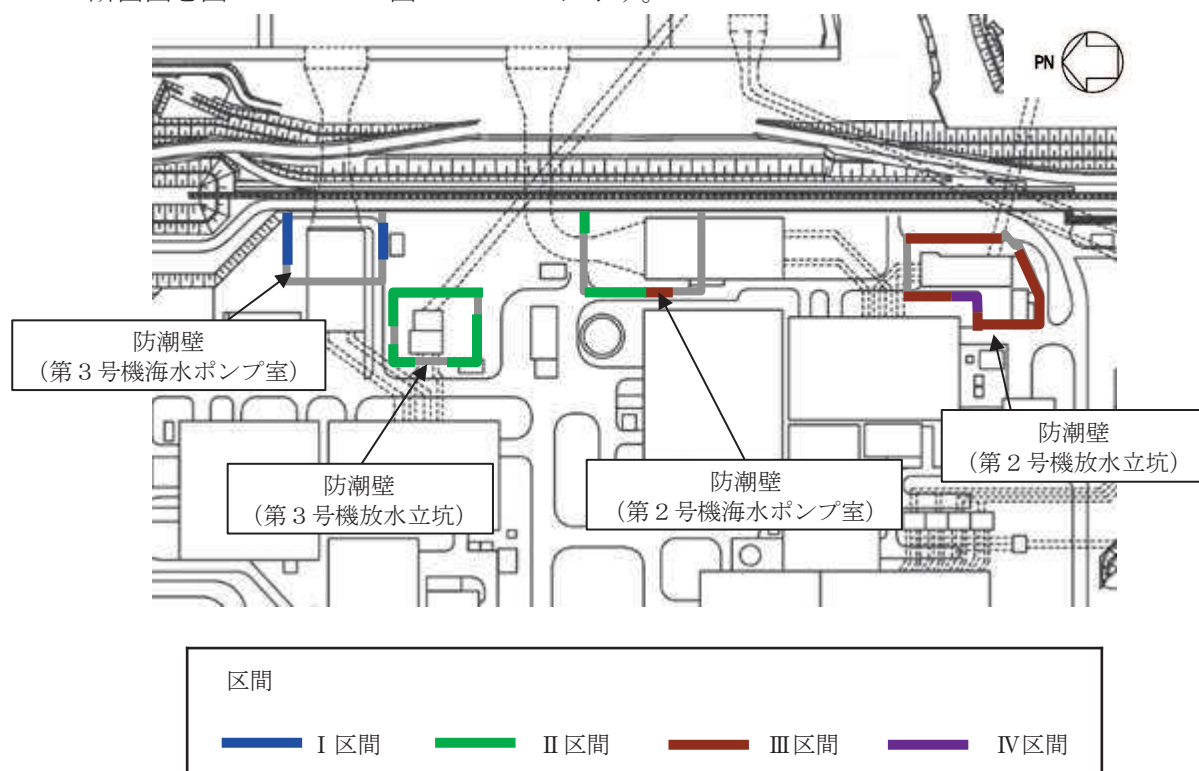 PN
防潮壁
（第３号機海水ポンプ室）
防潮壁
（第３号機放水立坑）
防潮壁
（第２号機海水ポンプ室）
防潮壁
（第２号機放水立坑）
区間
Ⅰ区間
Ⅱ区間
Ⅲ区間
Ⅳ区間